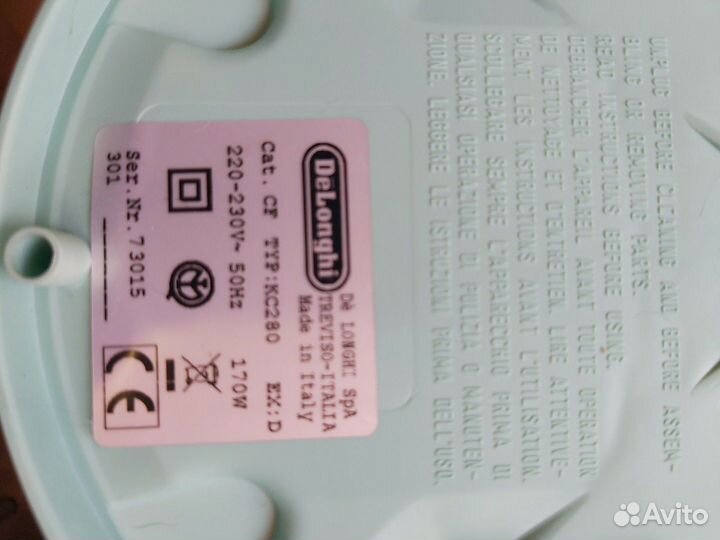 DeLonghi
Dè LONGHI SpA
TREVISO-ITALIA
Made in Italy
Cat. CF TYP:KC280 EX:D
220-230V~ 50Hz 170W
Ser.Nr.73015
301
CE
UNPLUG BEFORE CLEANING AND BEFORE ASSEM-
BLING OR REMOVING PARTS.
READ INSTRUCTIONS BEFORE USING.
DEBRANCHER L'APPAREIL AVANT TOUTE OPERATION
DE NETTOYAGE ET D'ENTRETIEN. LIRE ATTENTIVE-
MENT LES INSTRUCTIONS AVANT L'UTILISATION.
SCOLLEGARE SEMPRE L'APPARECCHIO PRIMA DI
QUALSIASI OPERAZIONE DI PULIZIA O MANUTEN-
ZIONE LEGGERE LE ISTRUZIONI PRIMA DELL'USO.
Avito